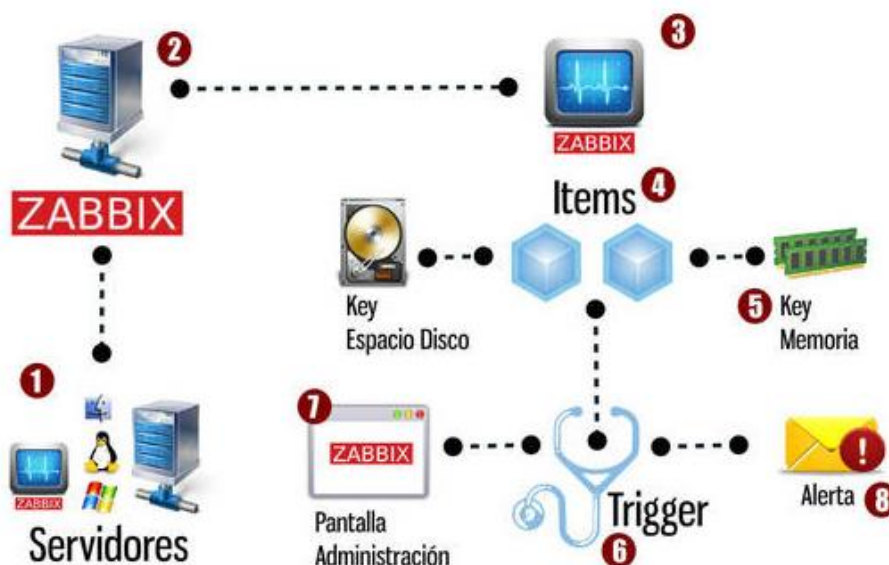 2
3
ZABBIX
ZABBIX
Items 4
Key
Espacio Disco
5 Key
Memoria
1
ZABBIX
Servidores
7
ZABBIX
Pantalla
Administración
Trigger
6
!
Alerta 8